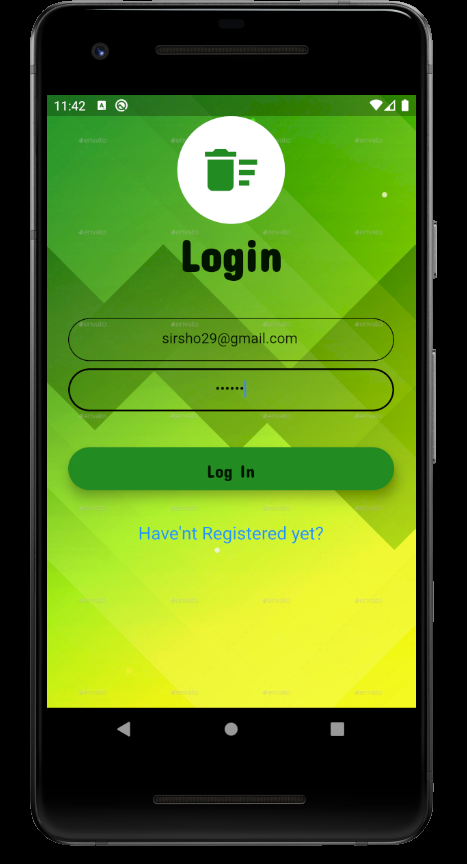 11:42
Login
sirsho29@gmail.com
••••••
Log In
Have'nt Registered yet?